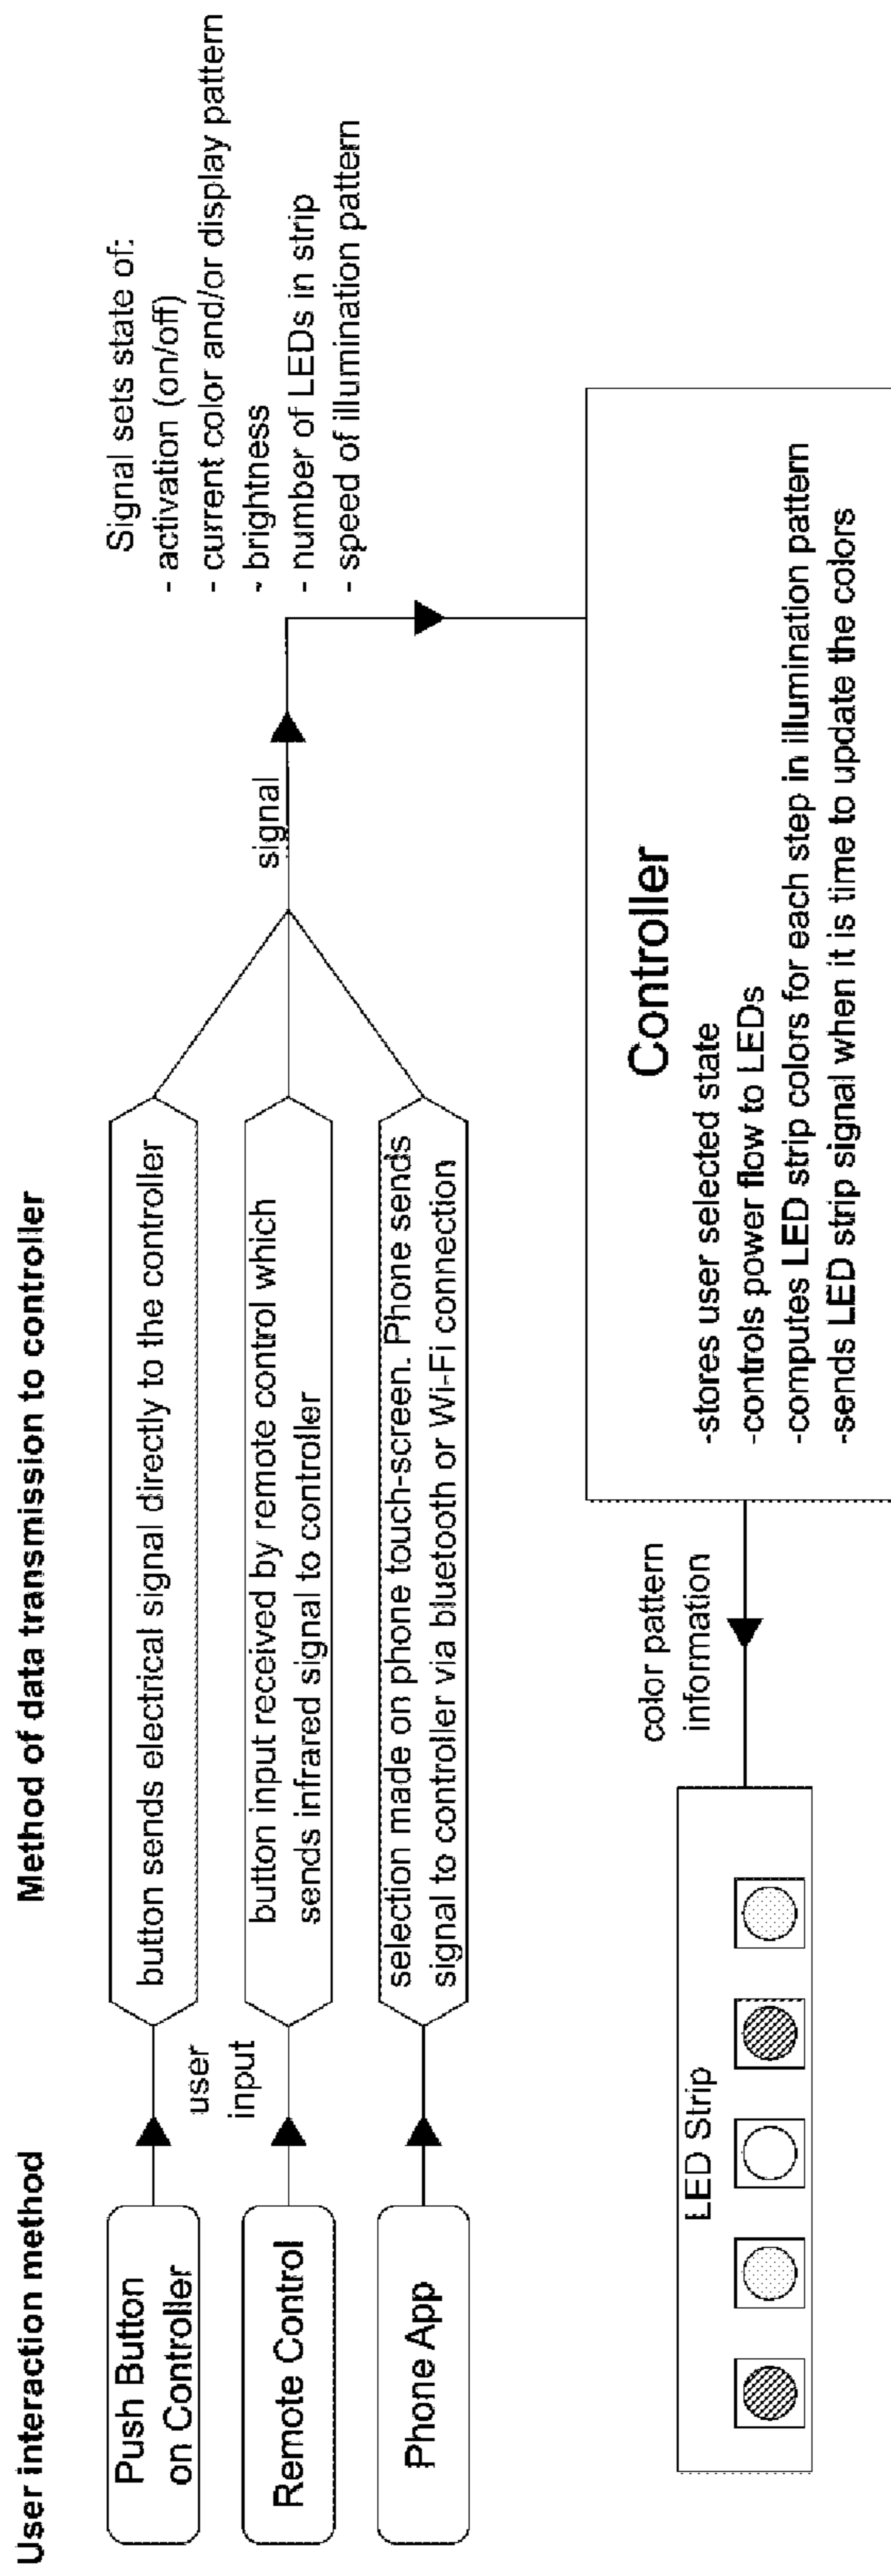 User interaction method
Method of data transmission to controller
Push Button
on Controller
user
input
button sends electrical signal directly to the controller
Remote Control
button input received by remote control which
sends infrared signal to controller
Phone App
selection made on phone touch-screen. Phone sends
signal to controller via bluetooth or Wi-Fi connection
signal
Signal sets state of:
- activation (on/off)
- current color and/or display pattern
- brightness
- number of LEDs in strip
- speed of illumination pattern
Controller
-stores user selected state
-controls power flow to LEDs
-computes LED strip colors for each step in illumination pattern
-sends LED strip signal when it is time to update the colors
color pattern
information
LED Strip